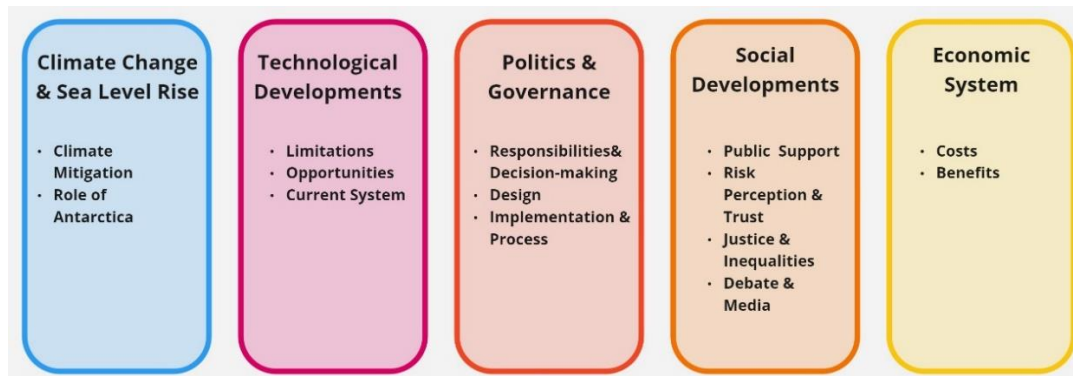 Climate Change
& Sea Level Rise
• Climate
Mitigation
• Role of
Antarctica
Technological
Developments
• Limitations
• Opportunities
• Current System
Politics &
Governance
• Responsibilities&
Decision-making
• Design
• Implementation &
Process
Social
Developments
• Public Support
• Risk
Perception &
Trust
• Justice &
Inequalities
• Debate &
Media
Economic
System
• Costs
• Benefits